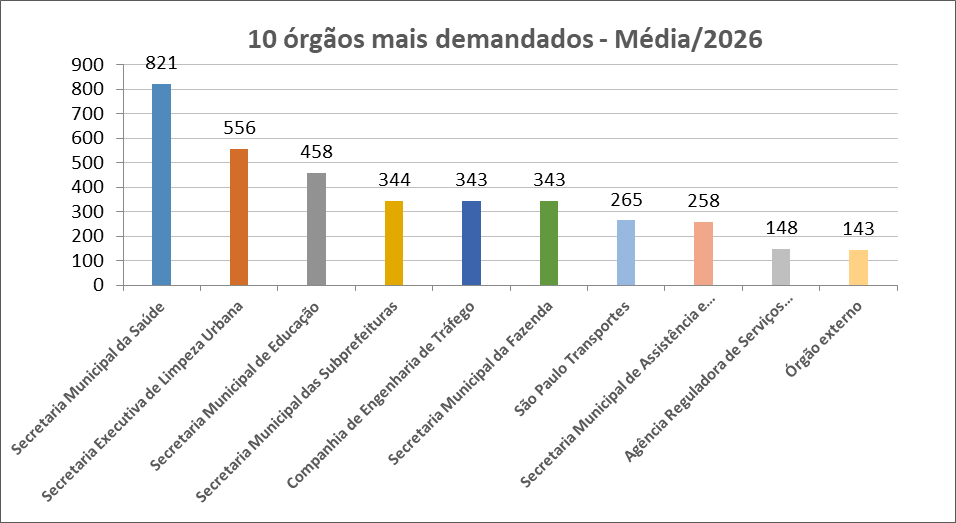 10 órgãos mais demandados - Média/2026
900
800
700
600
500
400
300
200
100
0
821
556
458
344
343
343
265
258
148
143
Secretaria Municipal da Saúde
Secretaria Executiva de Limpeza Urbana
Secretaria Municipal de Educação
Secretaria Municipal das Subprefeituras
Companhia de Engenharia de Tráfego
Secretaria Municipal da Fazenda
São Paulo Transportes
Secretaria Municipal de Assistência e...
Agência Reguladora de Serviços...
Órgão externo